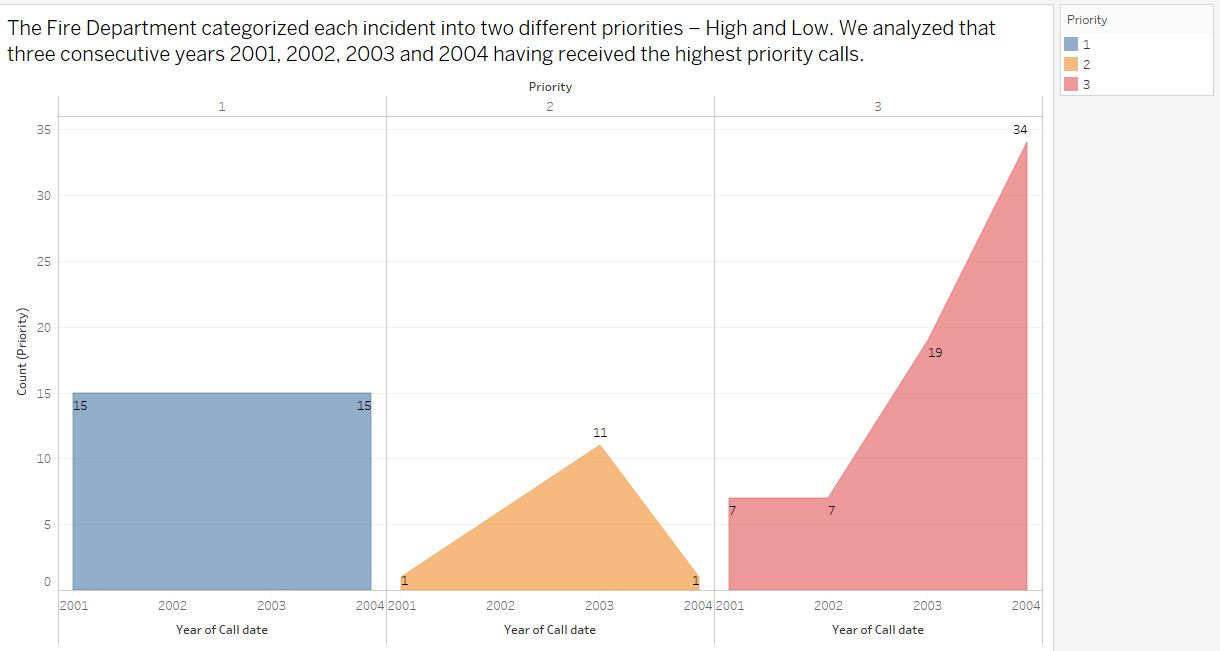 The Fire Department categorized each incident into two different priorities – High and Low. We analyzed that
three consecutive years 2001, 2002, 2003 and 2004 having received the highest priority calls.
Priority
1
2
3
Priority
1 2 3
Count (Priority)
35
30
25
20
15
10
5
0
15 15
1 11 1
7 7 19 34
2001 2002 2003 2004 2001 2002 2003 2004 2001 2002 2003 2004
Year of Call date Year of Call date Year of Call date